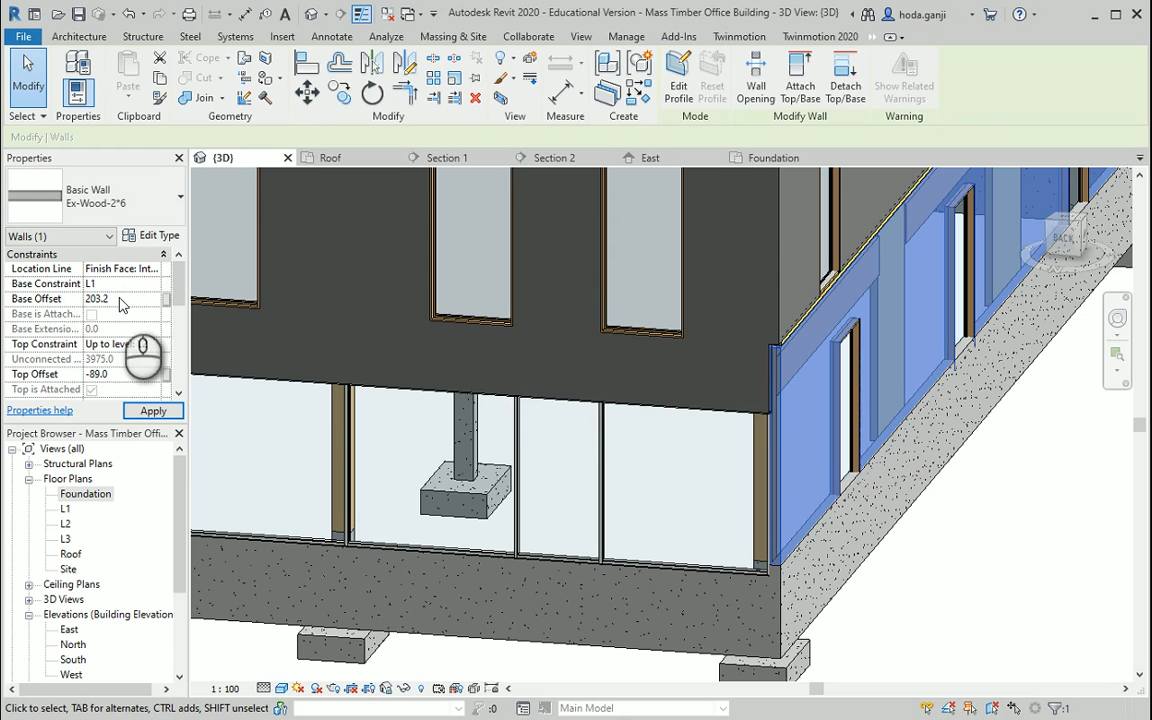 Autodesk Revit 2020 - Educational Version - Mass Timber Office Building - 3D View: {3D}
hoda.ganji
File Architecture Structure Steel Systems Insert Annotate Analyze Massing & Site Collaborate View Manage Add-Ins Twinmotion Twinmotion 2020
Modify
Paste
Cope
Cut
Join
Wall Opening
Attach Top/Base
Detach Top/Base
Edit Profile
Reset Profile
Show Related Warnings
Select Properties Clipboard Geometry Modify View Measure Create Mode Modify Wall Warning
Modify | Walls
Properties
{3D} Roof Section 1 Section 2 East Foundation
Basic Wall
Ex-Wood-2*6
Walls (1) Edit Type
Constraints
Location Line Finish Face: Int...
Base Constraint L1
Base Offset 203.2
Base is Attach...
Base Extensio... 0.0
Top Constraint Up to leve
Unconnected ... 3975.0
Top Offset -89.0
Top is Attached
Properties help Apply
Project Browser - Mass Timber Offi...
Views (all)
Structural Plans
Floor Plans
Foundation
L1
L2
L3
Roof
Site
Ceiling Plans
3D Views
Elevations (Building Elevation
East
North
South
West
BACK
1 : 100
Click to select, TAB for alternates, CTRL adds, SHIFT unselect
:0
Main Model
:1